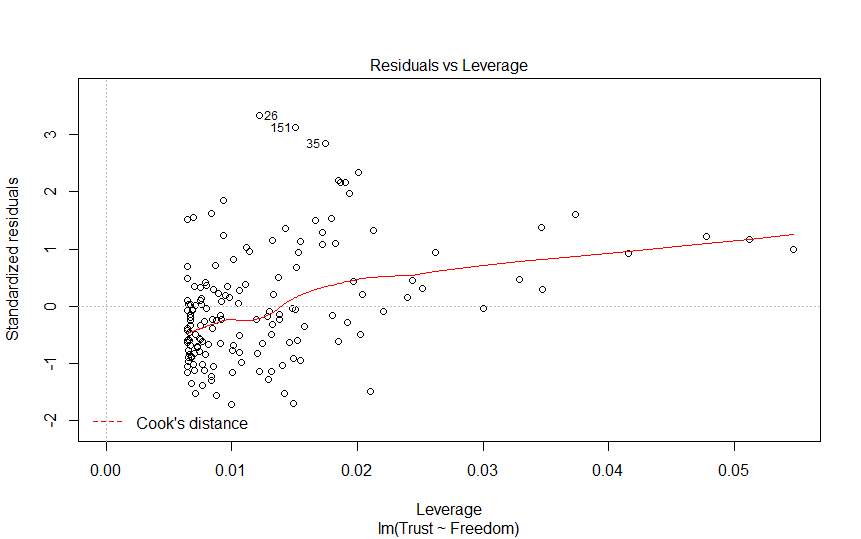 Residuals vs Leverage
Standardized residuals
3
2
1
0
-1
-2
26
151
35
Cook's distance
0.00 0.01 0.02 0.03 0.04 0.05
Leverage
lm(Trust ~ Freedom)